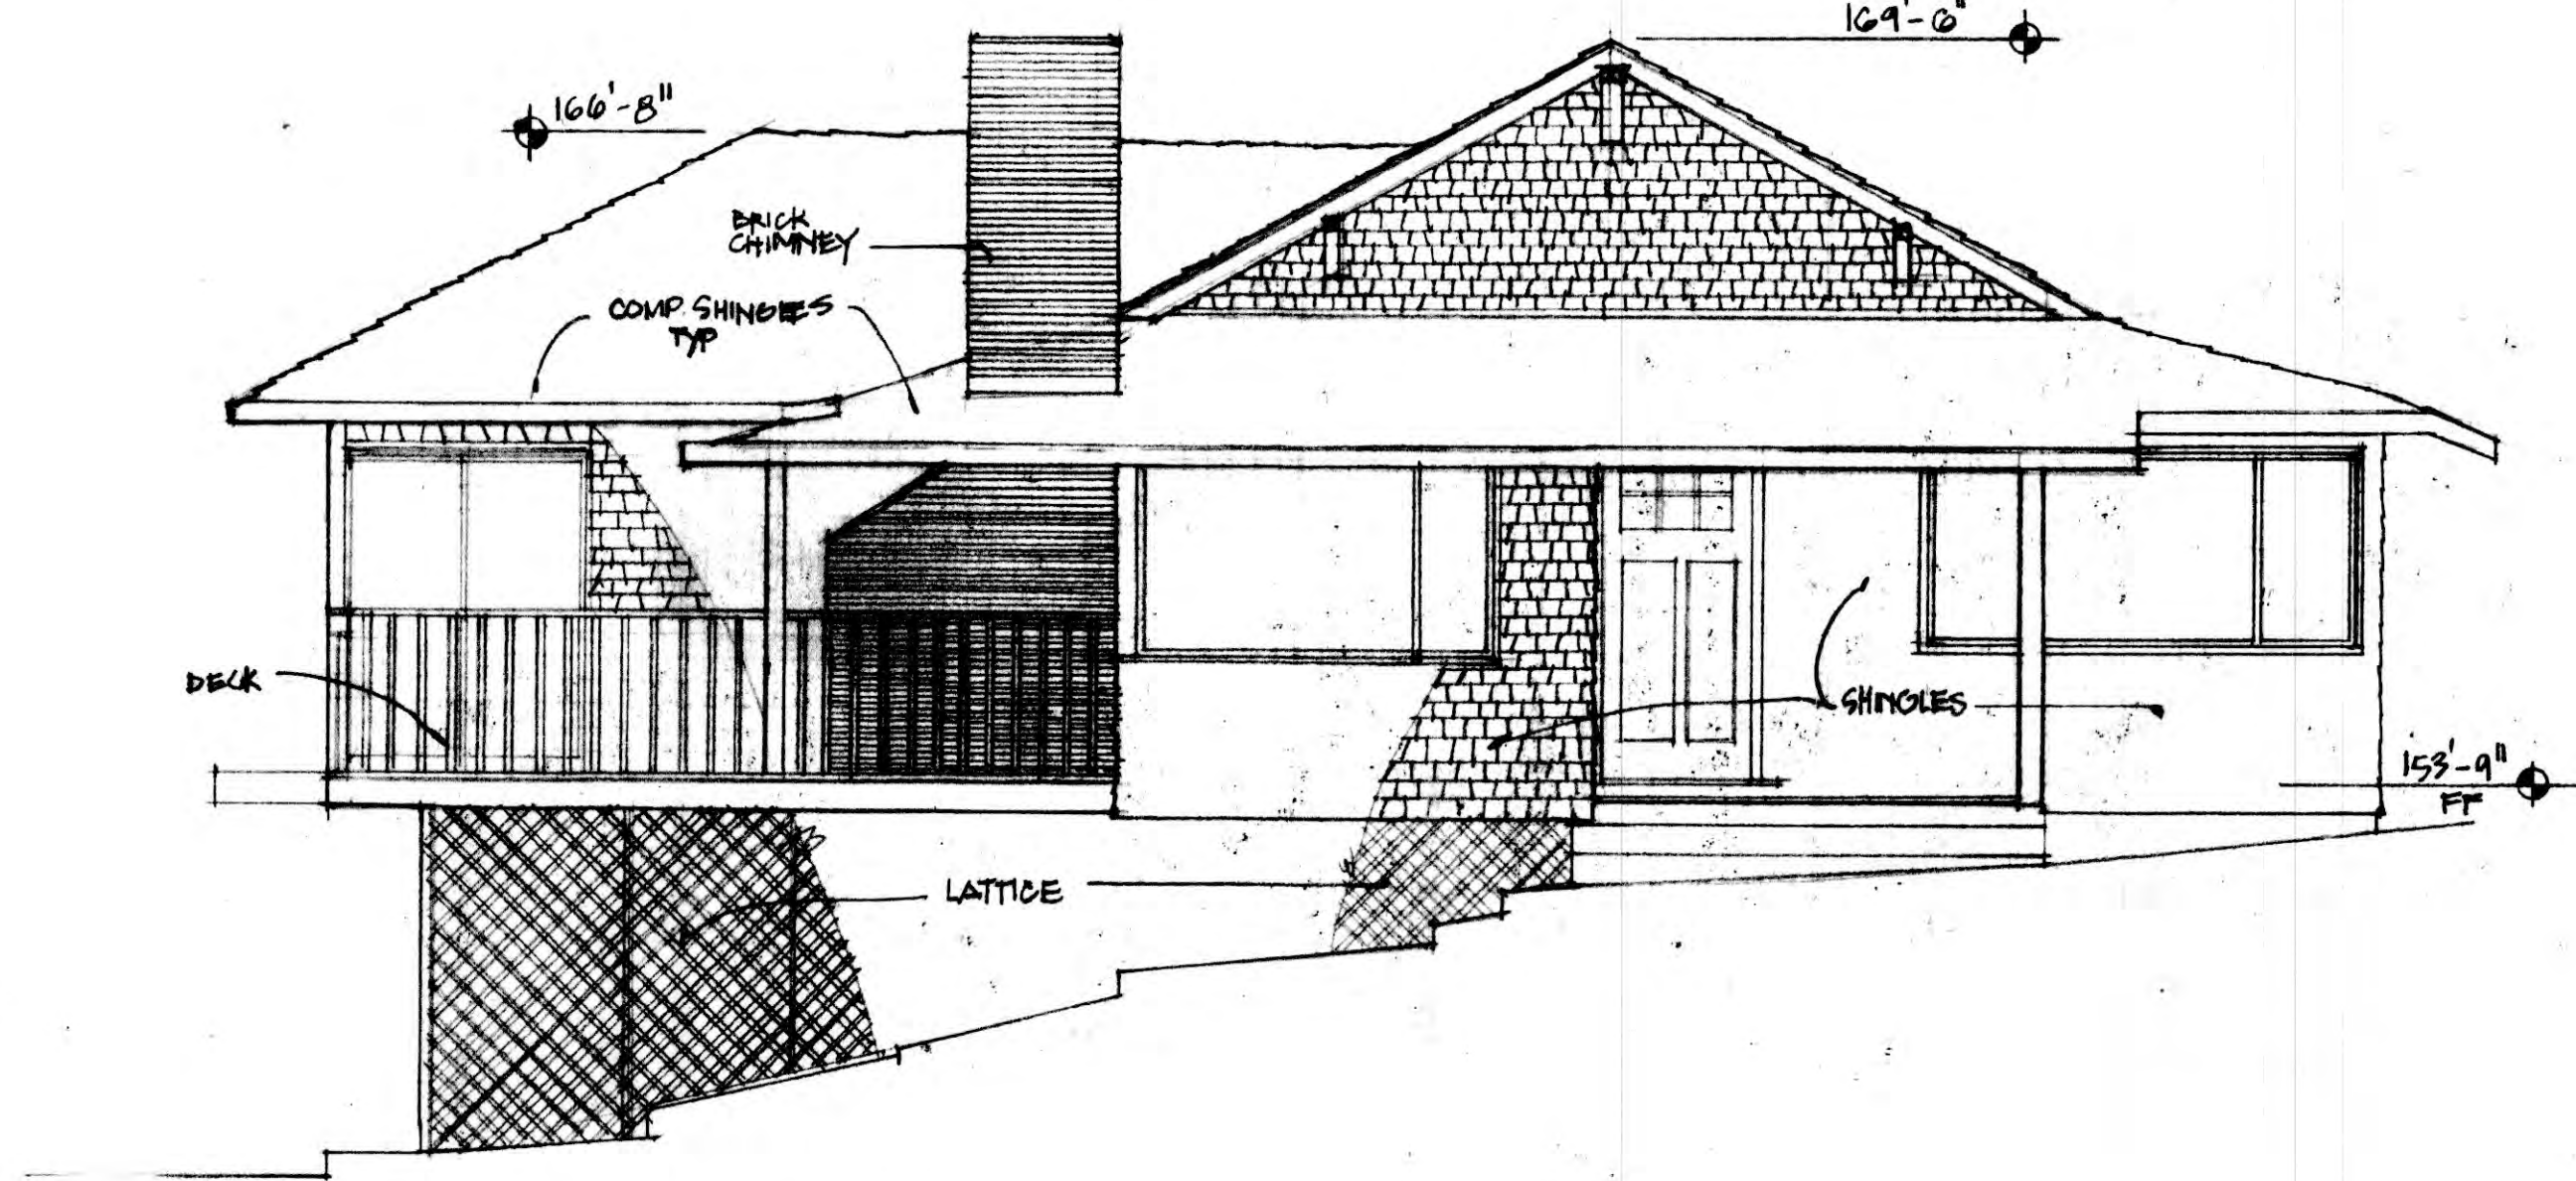 169'-6"
166'-8"
BRICK
CHIMNEY
COMP. SHINGLES
TYP
DECK
SHINGLES
153'-9"
FF
LATTICE